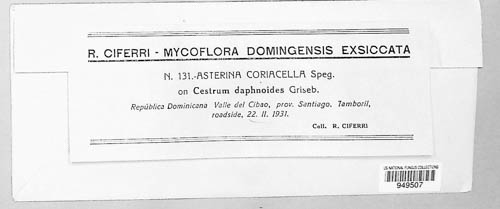 R. CIFERRI - MYCOFLORA DOMINGENSIS EXSICCATA
N. 131.-ASTERINA CORIACELLA Speg.
on Cestrum daphnoides Griseb.
República Dominicana Valle del Cibao, prov. Santiago, Tamboril,
roadside, 22. II. 1931.
Coll. R. CIFERRI
US NATIONAL FUNGUS COLLECTIONS
949507